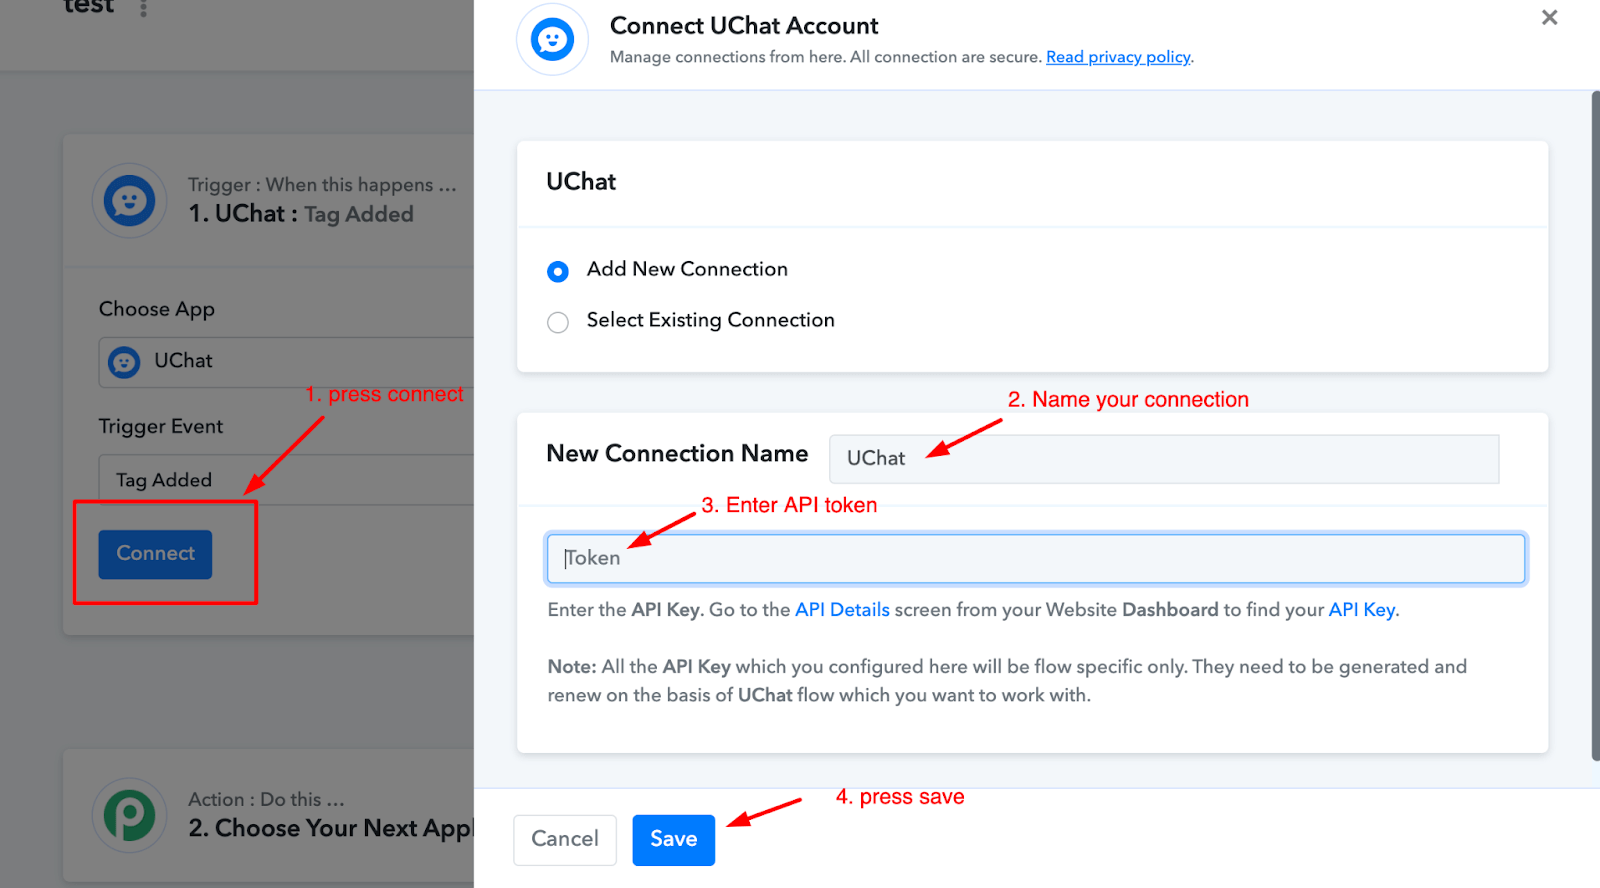 test
Trigger : When this happens ...
1. UChat : Tag Added
Choose App
UChat
1. press connect
Trigger Event
Tag Added
Connect
Action : Do this ...
2. Choose Your Next Appl
Connect UChat Account
Manage connections from here. All connection are secure. Read privacy policy.
UChat
Add New Connection
Select Existing Connection
2. Name your connection
New Connection Name
UChat
3. Enter API token
Token
Enter the API Key. Go to the API Details screen from your Website Dashboard to find your API Key.
Note: All the API Key which you configured here will be flow specific only. They need to be generated and
renew on the basis of UChat flow which you want to work with.
4. press save
Cancel
Save